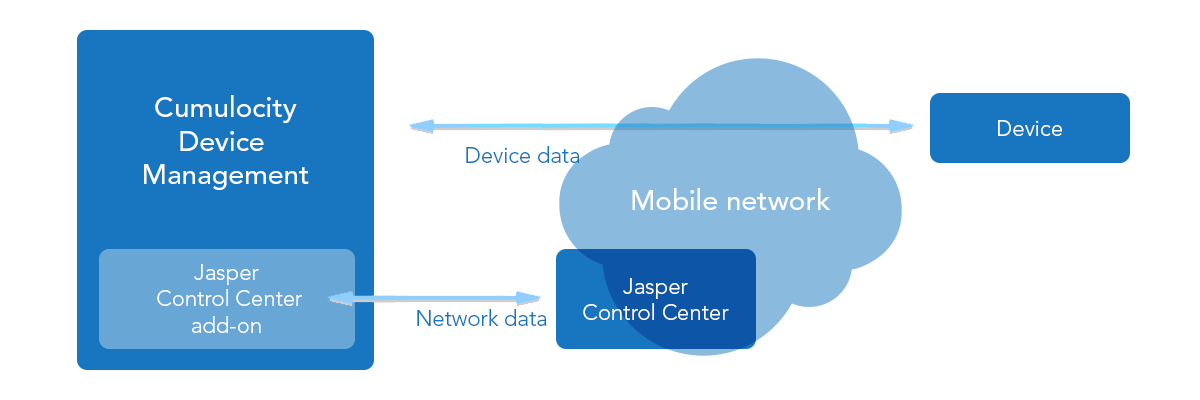 Cumulocity
Device
Management
Device data
Device
Mobile network
Jasper
Control Center
add-on
Network data
Jasper
Control Center